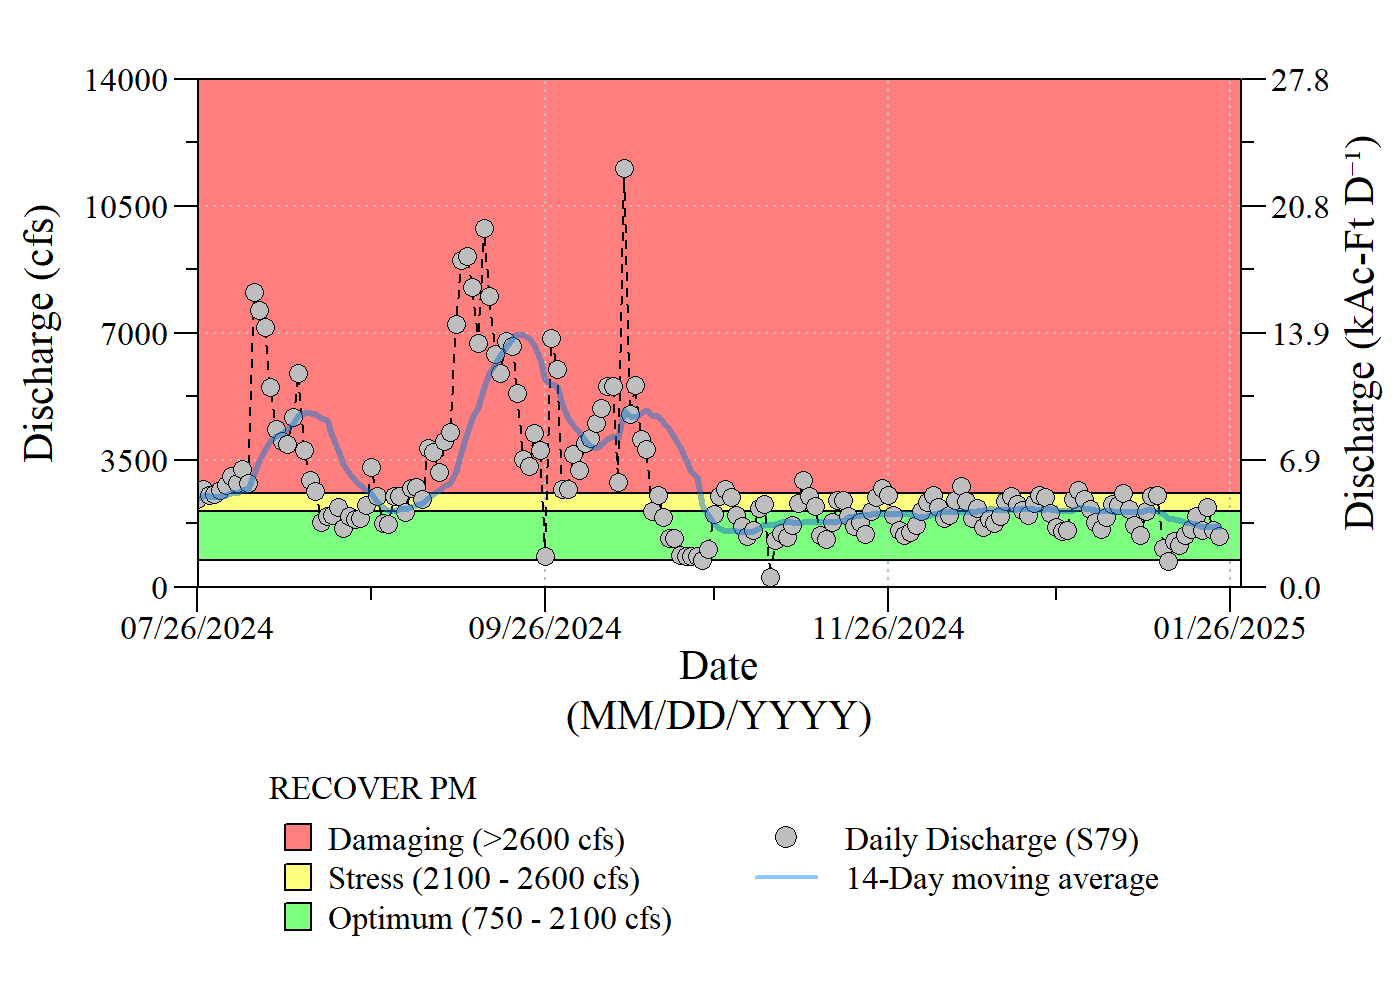 14000
10500
7000
3500
0
Discharge (cfs)
27.8
20.8
13.9
6.9
0.0
Discharge (kAc-Ft D⁻¹)
07/26/2024 09/26/2024 11/26/2024 01/26/2025
Date
(MM/DD/YYYY)
RECOVER PM
Damaging (>2600 cfs)
Stress (2100 - 2600 cfs)
Optimum (750 - 2100 cfs)
Daily Discharge (S79)
14-Day moving average